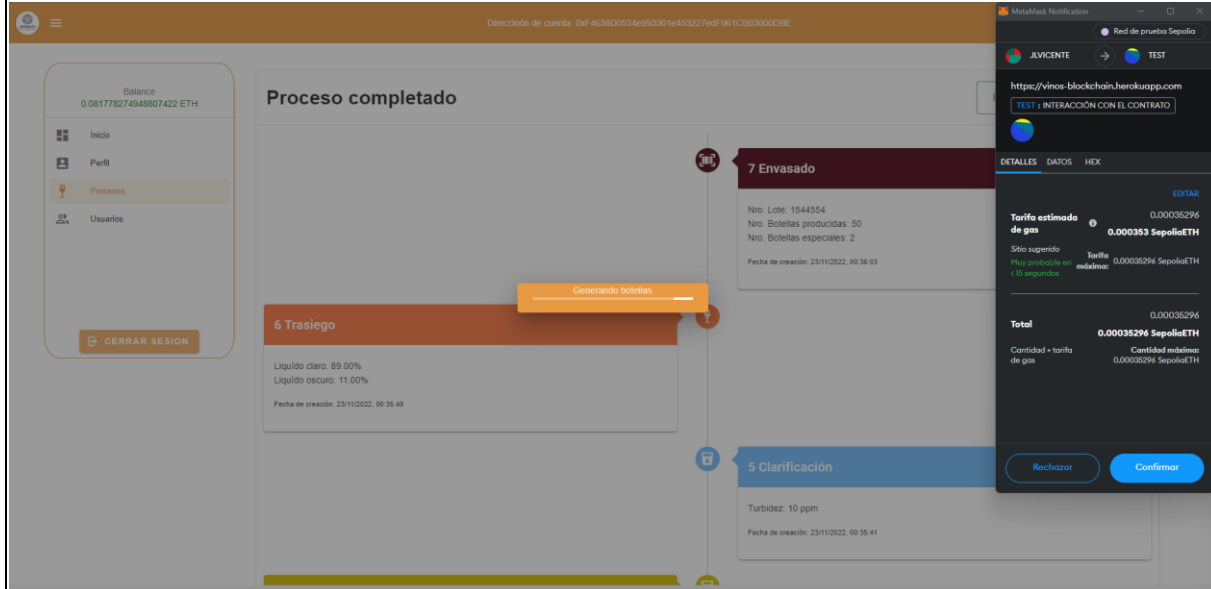 Dirección de cuenta: 0xF4638D0534e993301e453227edF061CB03000DBE
Balance
0.081778274948807422 ETH
Inicio
Perfil
Procesos
Usuarios
CERRAR SESION
Proceso completado
7 Envasado
Nro. Lote: 1544554
Nro. Botellas producidas: 50
Nro. Botellas especiales: 2
Fecha de creación: 23/11/2022, 00:36:03
Generando botellas
6 Trasiego
Liquído claro: 89.00%
Liquído oscuro: 11.00%
Fecha de creación: 23/11/2022, 00:35:49
5 Clarificación
Turbidez: 10 ppm
Fecha de creación: 23/11/2022, 00:35:41
MetaMask Notification
Red de prueba Sepolia
JLVICENTE
TEST
https://vinos-blockchain.herokuapp.com
TEST : INTERACCIÓN CON EL CONTRATO
DETALLES DATOS HEX
EDITAR
Tarifa estimada de gas
0.00035296
0.000353 SepoliaETH
Sitio sugerido
Muy probable en < 15 segundos
Tarifa máxima:
0.00035296 SepoliaETH
Total
0.00035296
0.00035296 SepoliaETH
Cantidad + tarifa de gas
Cantidad máxima:
0.00035296 SepoliaETH
Rechazar
Confirmar